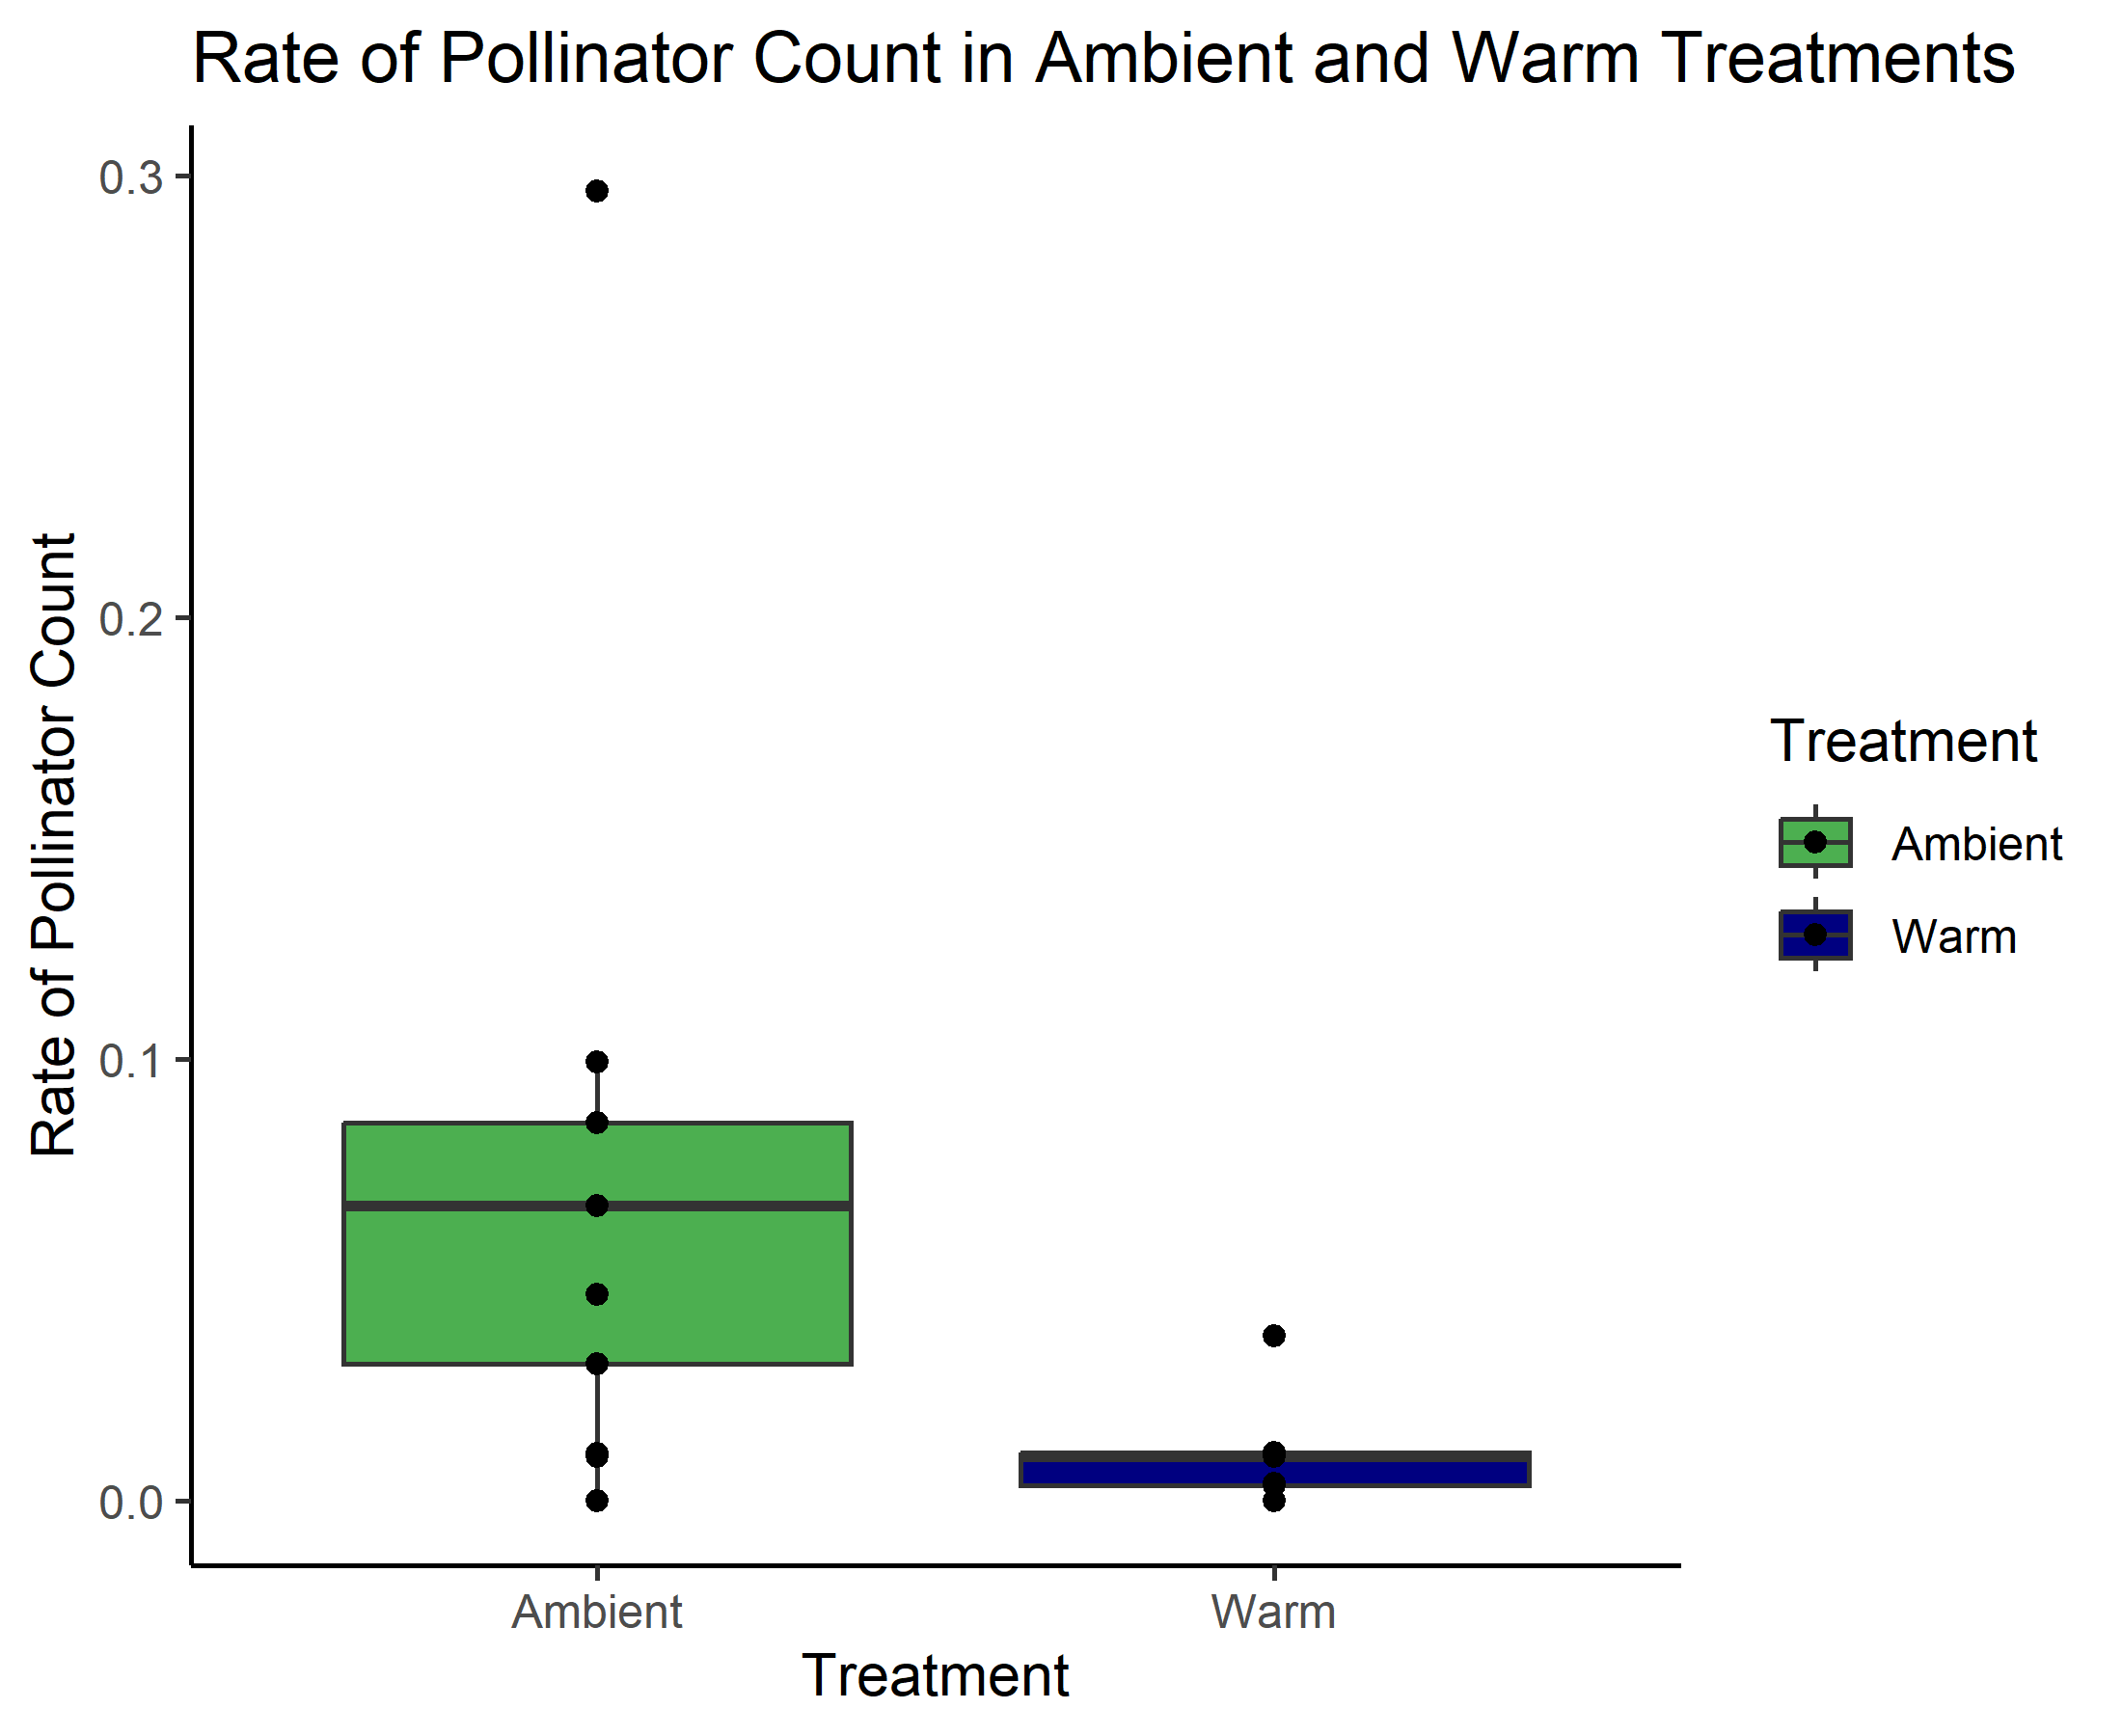 Rate of Pollinator Count in Ambient and Warm Treatments
Rate of Pollinator Count
0.3
0.2
0.1
0.0
Ambient
Warm
Treatment
Treatment
Ambient
Warm